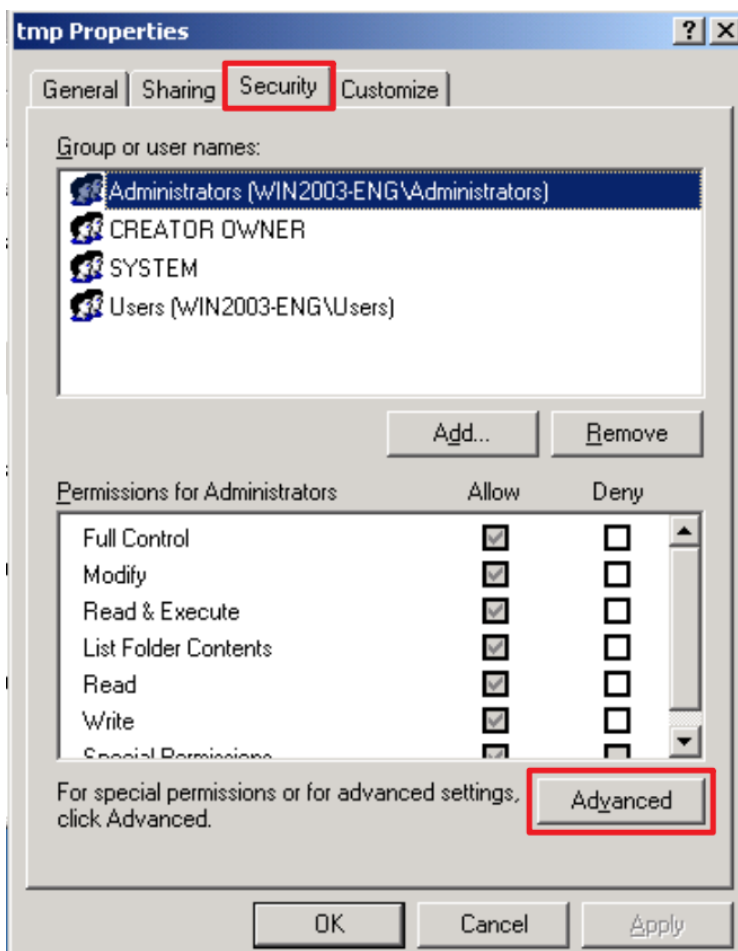 tmp Properties
General Sharing Security Customize
Group or user names:
Administrators (WIN2003-ENG\Administrators)
CREATOR OWNER
SYSTEM
Users (WIN2003-ENG\Users)
Add... Remove
Permissions for Administrators Allow Deny
Full Control
Modify
Read & Execute
List Folder Contents
Read
Write
Special Permissions
For special permissions or for advanced settings, click Advanced. Advanced
OK Cancel Apply